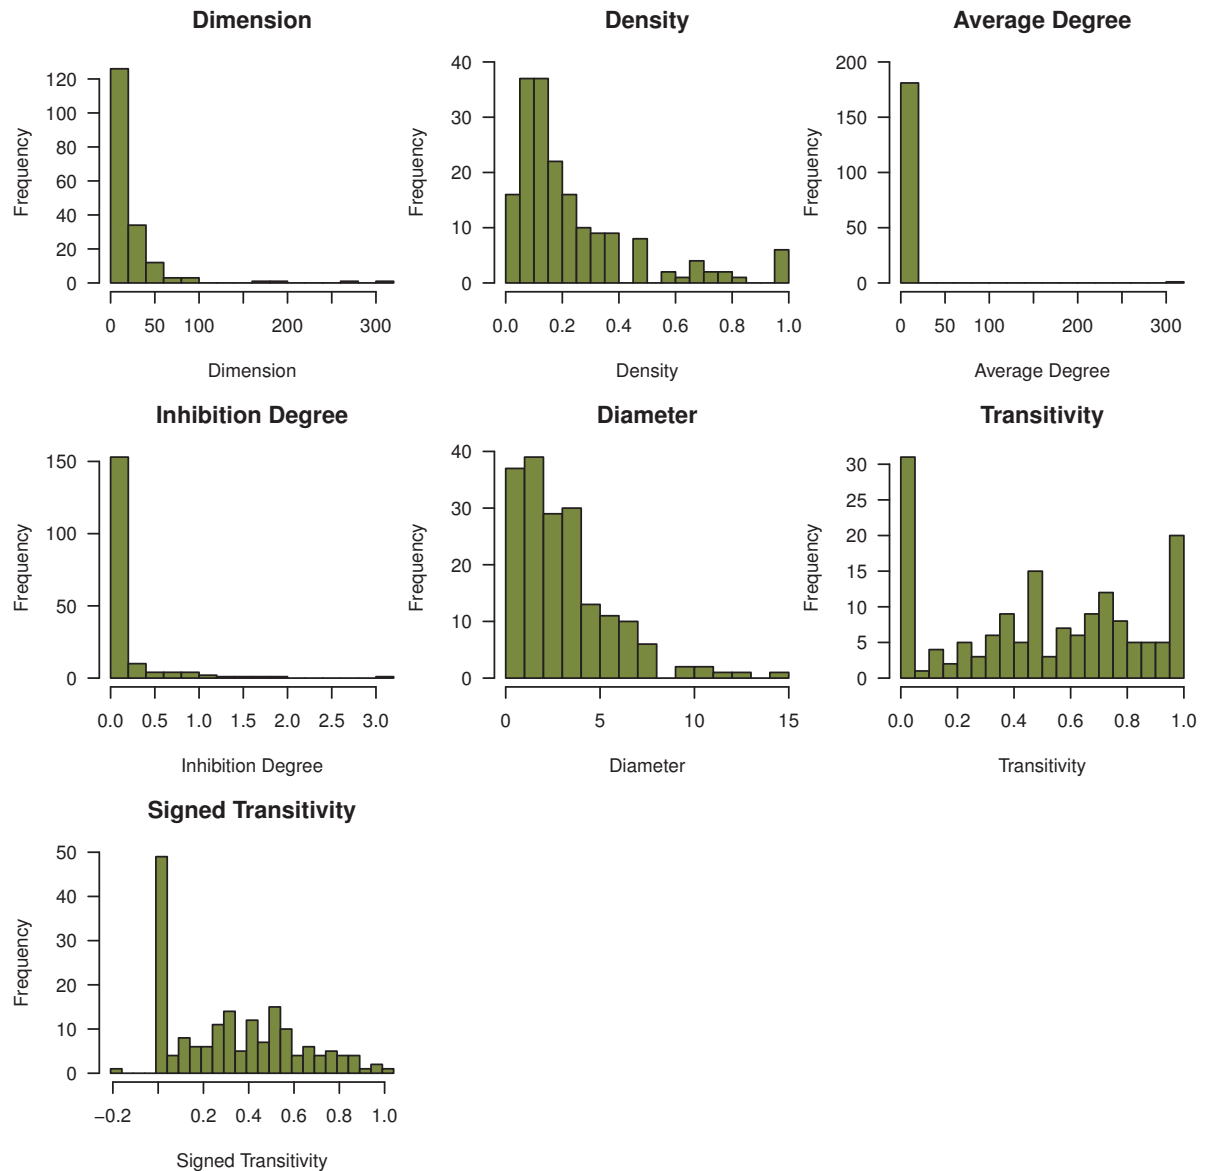 Dimension
Frequency
120
100
80
60
40
20
0
0 50 100 200 300
Dimension
Density
Frequency
40
30
20
10
0
0.0 0.2 0.4 0.6 0.8 1.0
Density
Average Degree
Frequency
200
150
100
50
0
0 50 100 200 300
Average Degree
Inhibition Degree
Frequency
150
100
50
0
0.0 0.5 1.0 1.5 2.0 2.5 3.0
Inhibition Degree
Diameter
Frequency
40
30
20
10
0
0 5 10 15
Diameter
Transitivity
Frequency
30
25
20
15
10
5
0
0.0 0.2 0.4 0.6 0.8 1.0
Transitivity
Signed Transitivity
Frequency
50
40
30
20
10
0
−0.2 0.2 0.4 0.6 0.8 1.0
Signed Transitivity